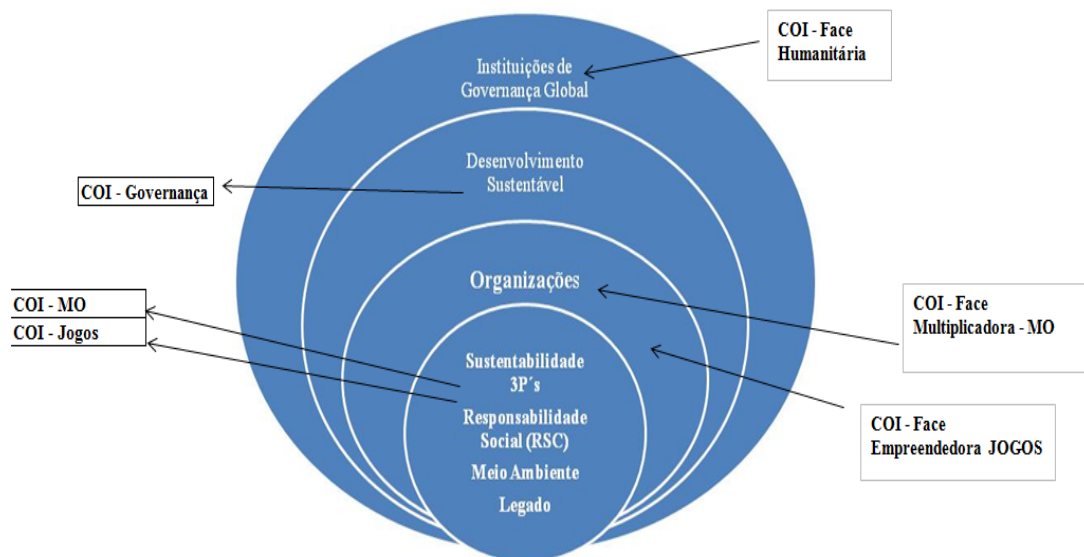 COI - Face
Humanitária
Instituições de
Governança Global
Desenvolvimento
Sustentável
COI - Governança
Organizações
COI - MO
COI - Jogos
COI - Face
Multiplicadora - MO
Sustentabilidade
3P´s
Responsabilidade
Social (RSC)
Meio Ambiente
Legado
COI - Face
Empreendedora JOGOS